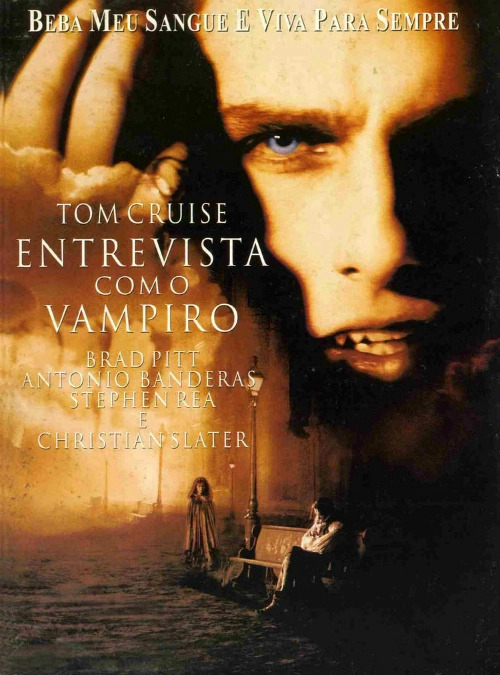 BEBA MEU SANGUE E VIVA PARA SEMPRE
TOM CRUISE
ENTREVISTA
COM O
VAMPIRO
BRAD PITT
ANTONIO BANDERAS
STEPHEN REA
E
CHRISTIAN SLATER